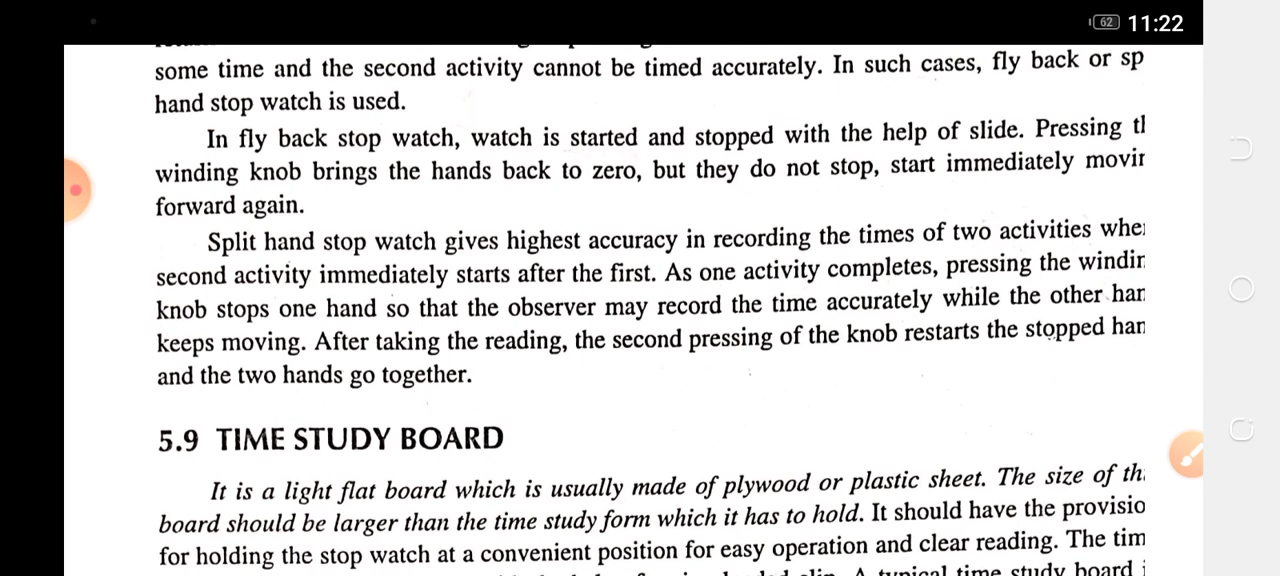 62 11:22
some time and the second activity cannot be timed accurately. In such cases, fly back or sp
hand stop watch is used.
In fly back stop watch, watch is started and stopped with the help of slide. Pressing
winding knob brings the hands back to zero, but they do not stop, start immediately
forward again.
Split hand stop watch gives highest accuracy in recording the times of two activities
second activity immediately starts after the first. As one activity completes, pressing the
knob stops one hand so that the observer may record the time accurately while the other
keeps moving. After taking the reading, the second pressing of the knob restarts the stopped
and the two hands go together.
5.9 TIME STUDY BOARD
It is a light flat board which is usually made of plywood or plastic sheet. The size of
board should be larger than the time study form which it has to hold. It should have the
for holding the stop watch at a convenient position for easy operation and clear reading. The
A typical time study board